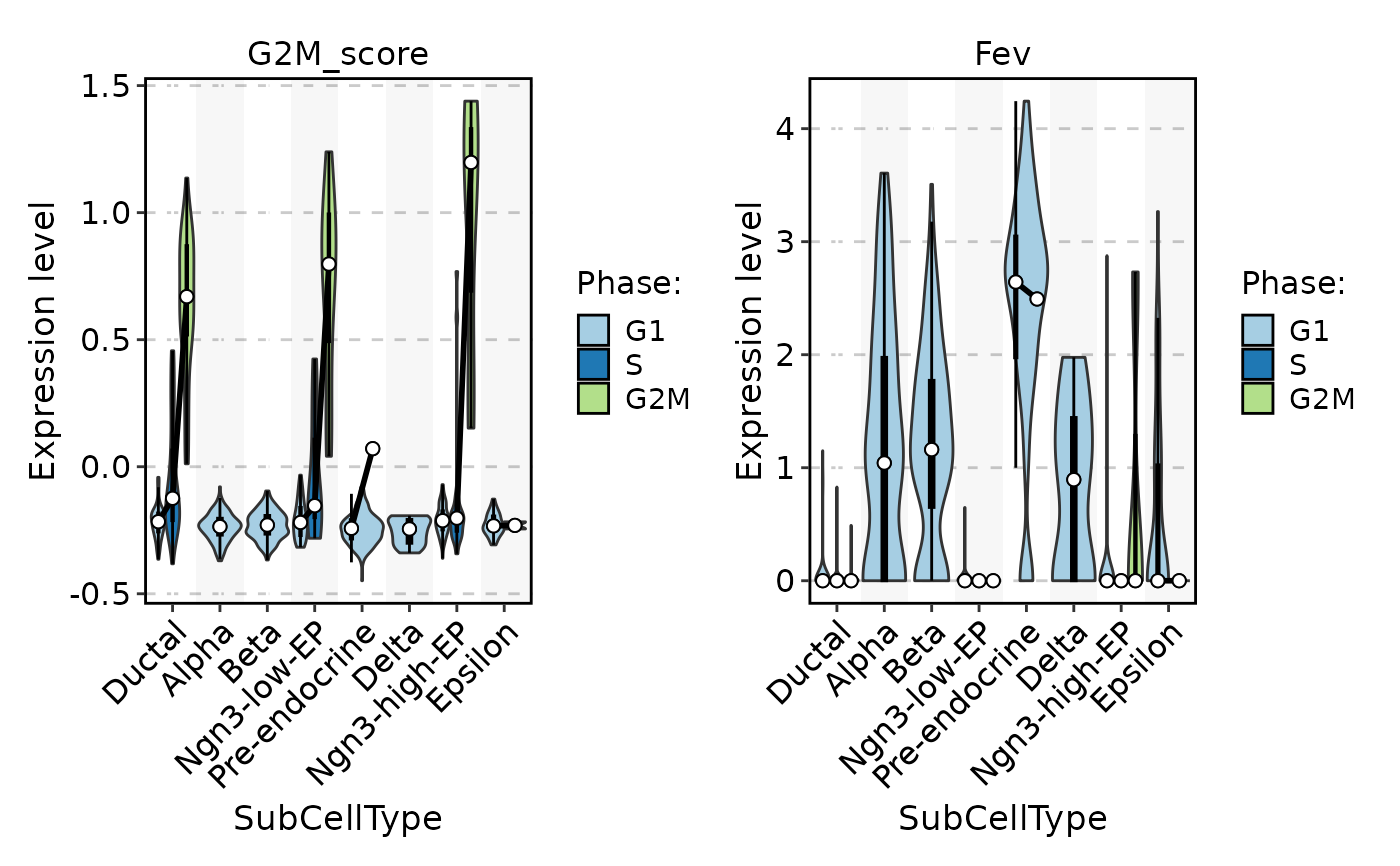 G2M_score
Expression level
1.5
1.0
0.5
0.0
-0.5
Ductal
Alpha
Beta
Ngn3-low-EP
Pre-endocrine
Delta
Ngn3-high-EP
Epsilon
SubCellType
Phase:
G1
S
G2M
Fev
Expression level
4
3
2
1
0
Ductal
Alpha
Beta
Ngn3-low-EP
Pre-endocrine
Delta
Ngn3-high-EP
Epsilon
SubCellType
Phase:
G1
S
G2M